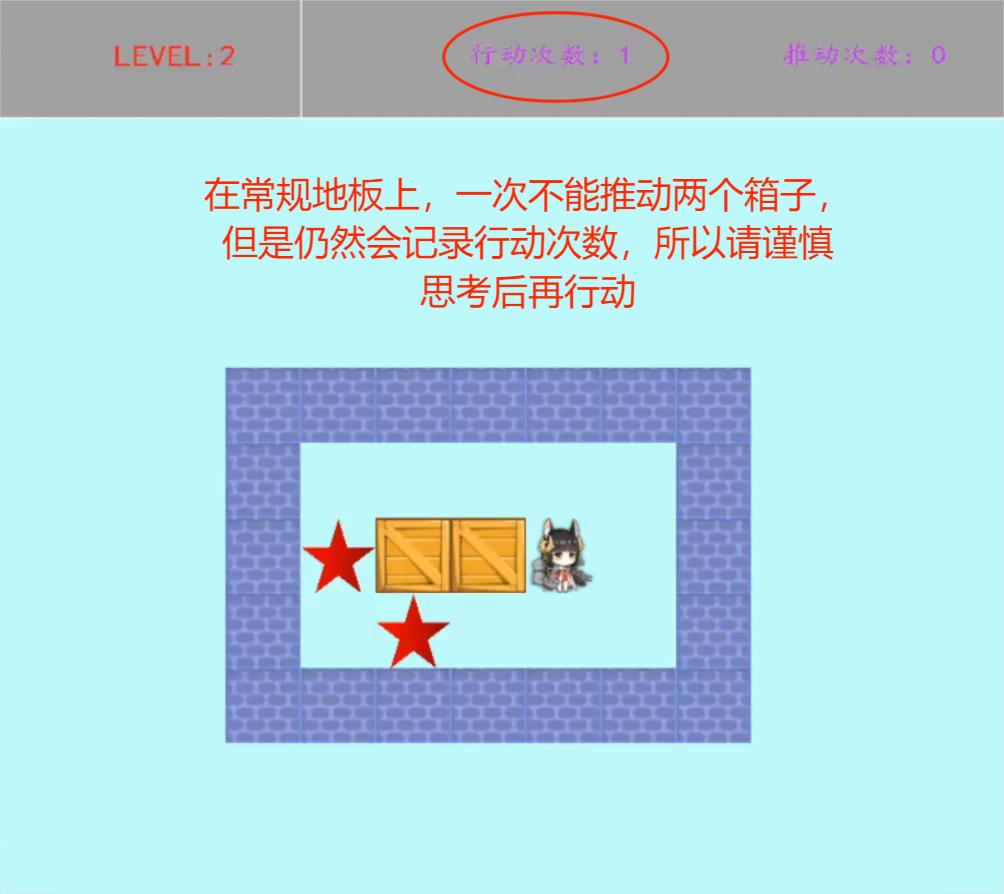 LEVEL:2
行动次数：1
推动次数：0
在常规地板上，一次不能推动两个箱子，
但是仍然会记录行动次数，所以请谨慎
思考后再行动